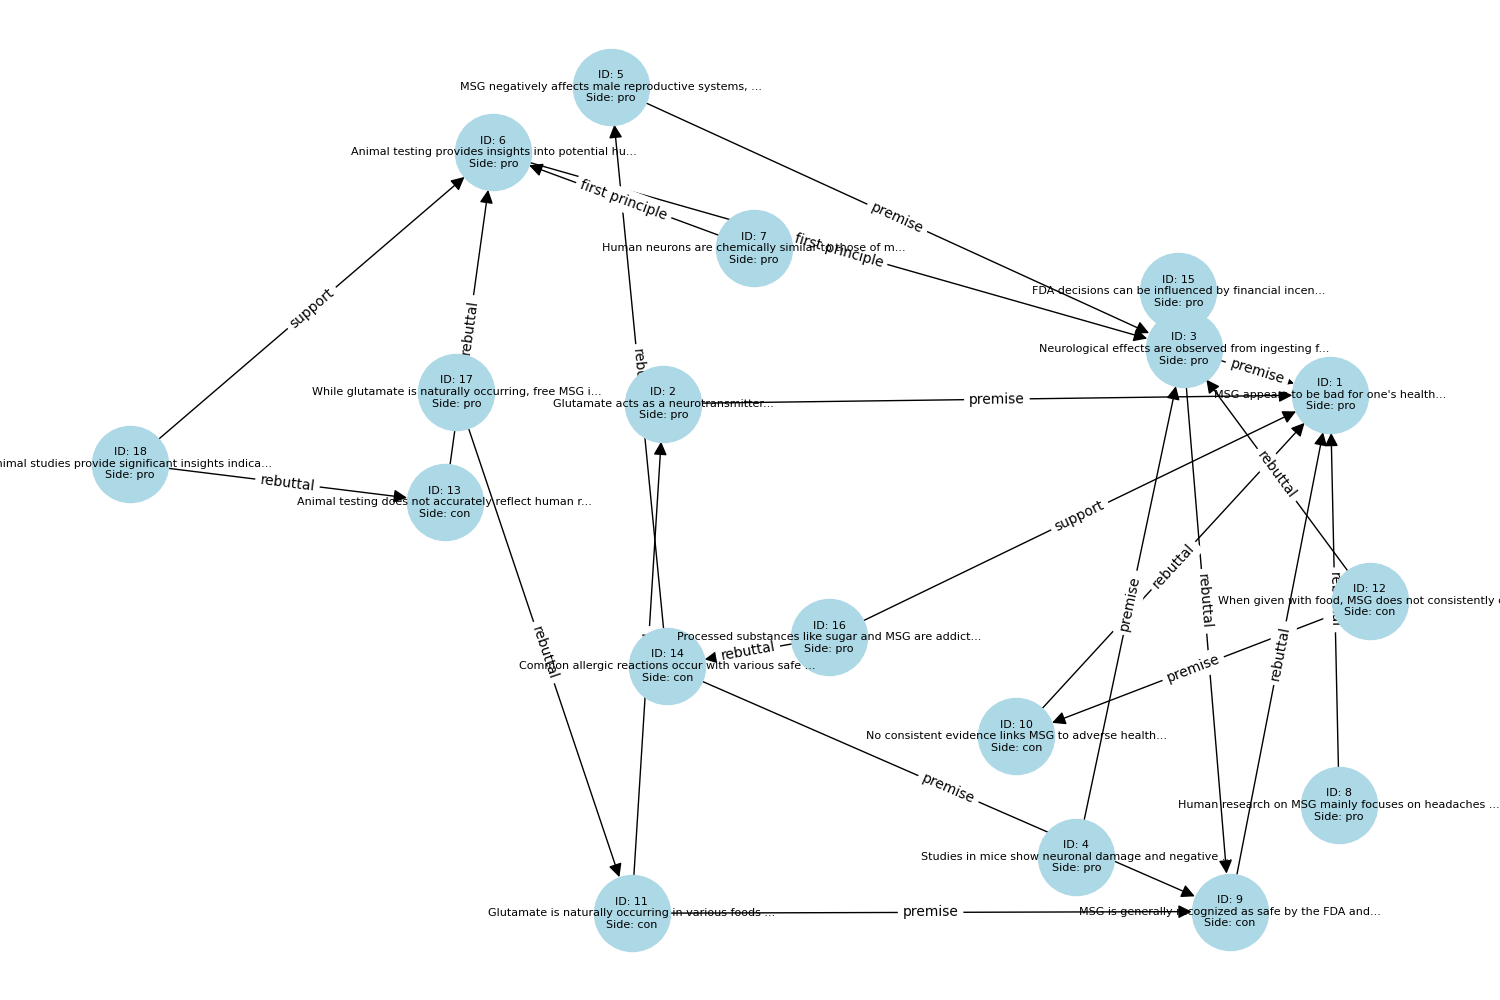 ID: 5
MSG negatively affects male reproductive systems, ...
Side: pro
ID: 6
Animal testing provides insights into potential hu...
Side: pro
first principle
premise
ID: 7
Human neurons are chemically similar to those of m...
Side: pro
first principle
ID: 15
FDA decisions can be influenced by financial incen...
Side: pro
support
rebuttal
ID: 3
Neurological effects are observed from ingesting f...
Side: pro
premise
ID: 17
While glutamate is naturally occurring, free MSG i...
Side: pro
ID: 2
Glutamate acts as a neurotransmitter...
Side: pro
premise
ID: 1
MSG appears to be bad for one's health...
Side: pro
ID: 18
nimal studies provide significant insights indica...
Side: pro
rebuttal
ID: 13
Animal testing does not accurately reflect human r...
Side: con
rebuttal
support
rebuttal
ID: 12
When given with food, MSG does not consistently
Side: con
premise
rebuttal
rebuttal
ID: 16
Processed substances like sugar and MSG are addict...
Side: pro
rebuttal
ID: 14
Common allergic reactions occur with various safe ...
Side: con
rebuttal
rebuttal
premise
ID: 10
No consistent evidence links MSG to adverse health...
Side: con
premise
ID: 8
Human research on MSG mainly focuses on headaches ...
Side: pro
ID: 4
Studies in mice show neuronal damage and negative
Side: pro
ID: 11
Glutamate is naturally occurring in various foods ...
Side: con
premise
ID: 9
MSG is generally recognized as safe by the FDA and...
Side: con